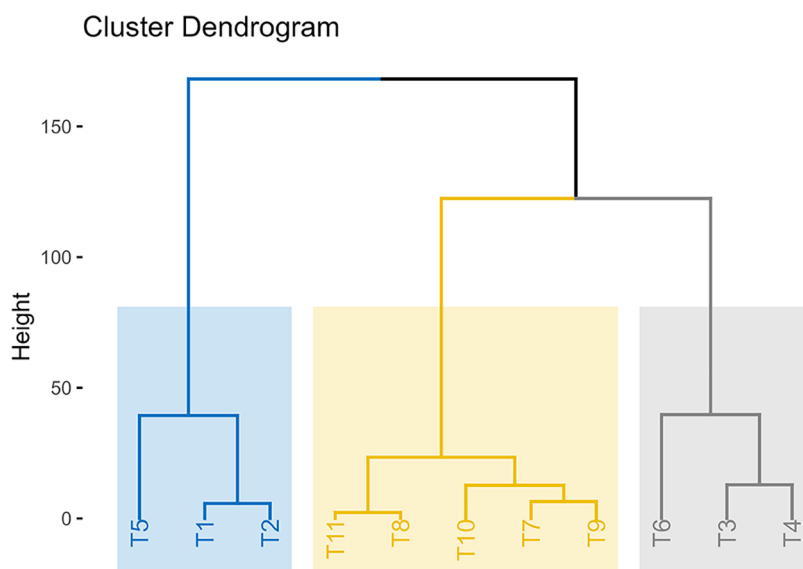 Cluster Dendrogram
Height
150
100
50
0
T5
T1
T2
T11
T8
T10
T7
T9
T6
T3
T4